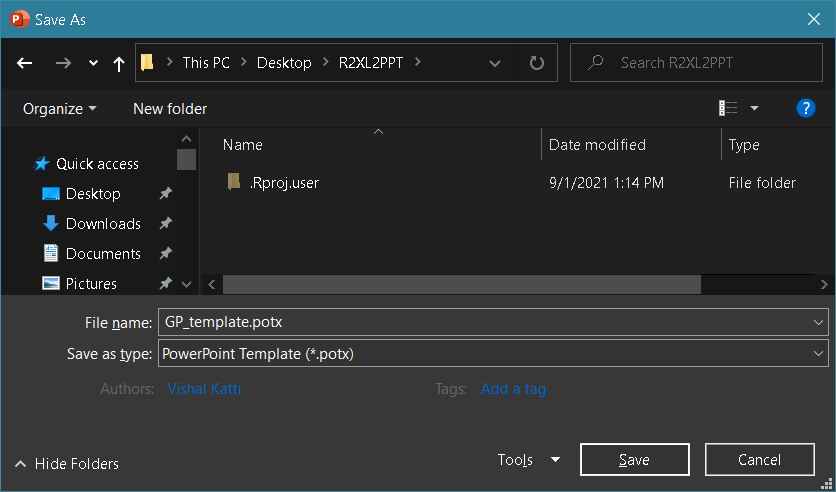 Save As
This PC > Desktop > R2XL2PPT >
Search R2XL2PPT
Organize
New folder
?
Name
Date modified
Type
Quick access
Desktop
Downloads
Documents
Pictures
.Rproj.user
9/1/2021 1:14 PM
File folder
File name: GP_template.potx
Save as type: PowerPoint Template (*.potx)
Authors: Vishal Katti
Tags: Add a tag
Hide Folders
Tools
Save
Cancel